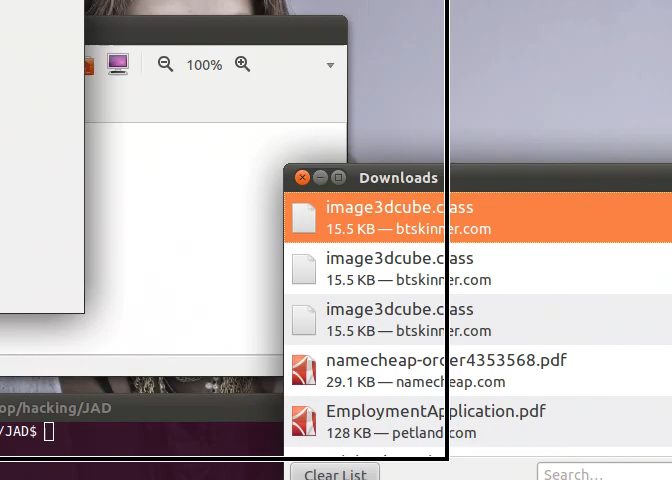 100%
Downloads
image3dcube.class
15.5 KB — btskinner.com
image3dcube.class
15.5 KB — btskinner.com
image3dcube.class
15.5 KB — btskinner.com
namecheap-order4353568.pdf
29.1 KB — namecheap.com
EmploymentApplication.pdf
128 KB — petland.com
op/hacking/JAD
/JAD$
Clear List
Search...